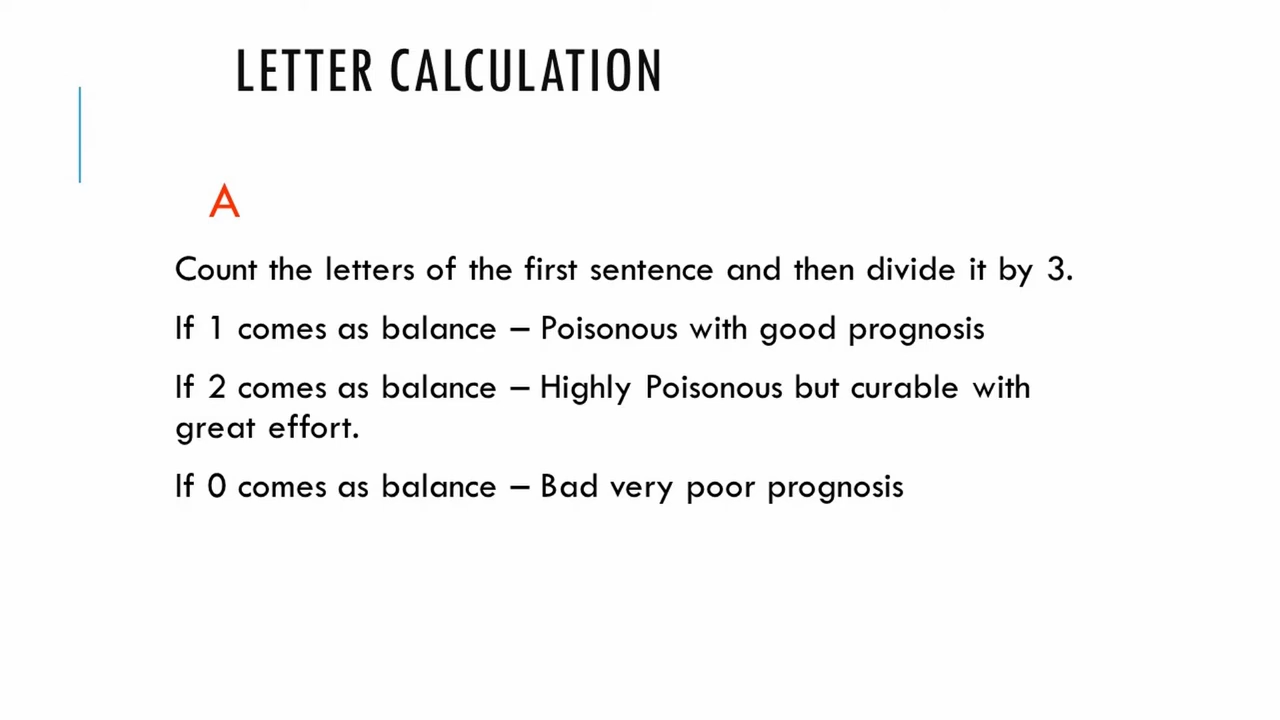 LETTER CALCULATION
A
Count the letters of the first sentence and then divide it by 3.
If 1 comes as balance – Poisonous with good prognosis
If 2 comes as balance – Highly Poisonous but curable with
great effort.
If 0 comes as balance – Bad very poor prognosis